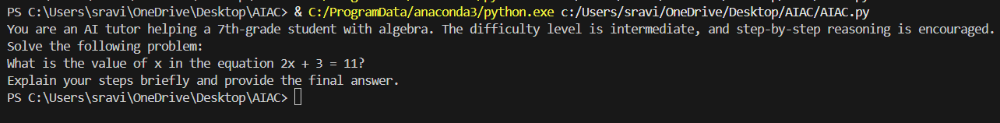 PS C:\Users\sravi\OneDrive\Desktop\AIAC> & C:/ProgramData/anaconda3/python.exe c:/Users/sravi/OneDrive/Desktop/AIAC/AIAC.py
You are an AI tutor helping a 7th-grade student with algebra. The difficulty level is intermediate, and step-by-step reasoning is encouraged.
Solve the following problem:
What is the value of x in the equation 2x + 3 = 11?
Explain your steps briefly and provide the final answer.
PS C:\Users\sravi\OneDrive\Desktop\AIAC>